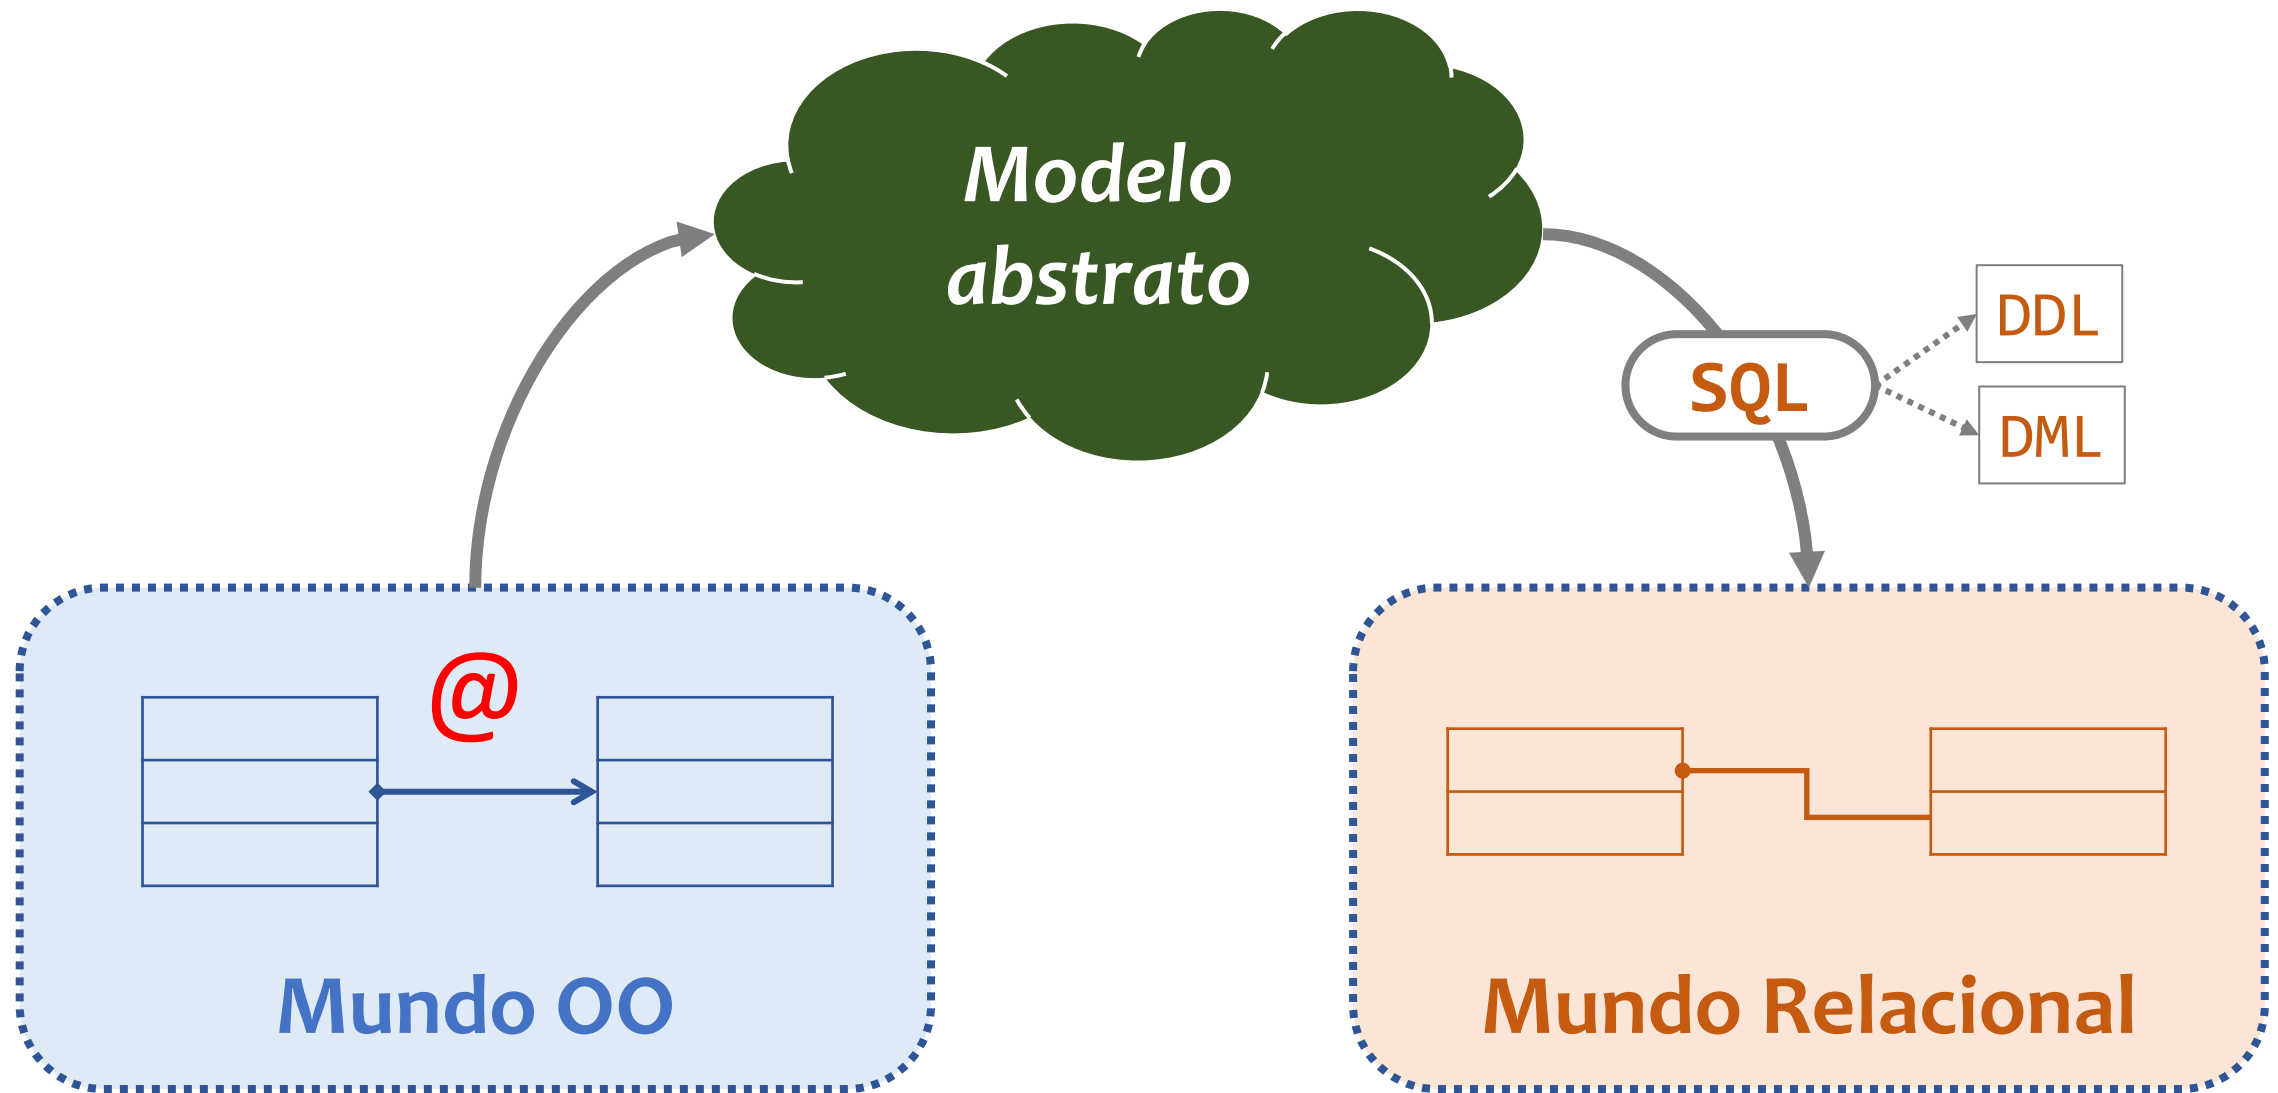 Modelo
abstrato
SQL
DDL
DML
@
Mundo OO
Mundo Relacional